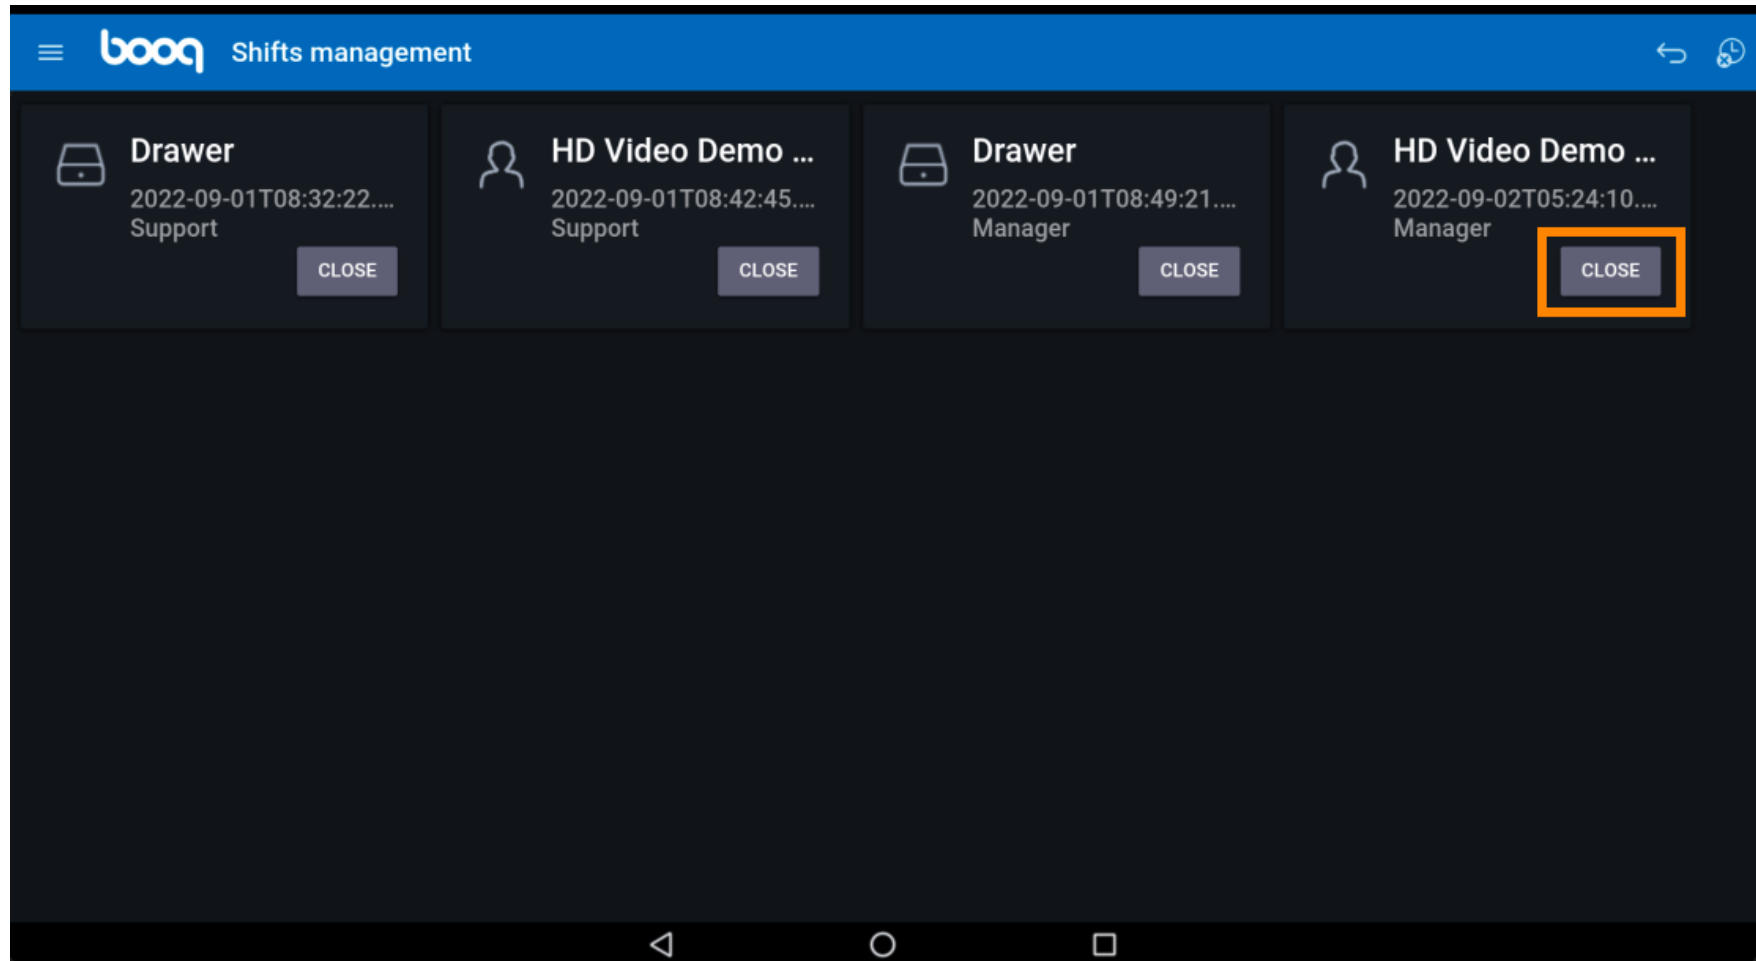 booq Shifts management
Drawer
2022-09-01T08:32:22....
Support
CLOSE
HD Video Demo ...
2022-09-01T08:42:45....
Support
CLOSE
Drawer
2022-09-01T08:49:21....
Manager
CLOSE
HD Video Demo ...
2022-09-02T05:24:10....
Manager
CLOSE